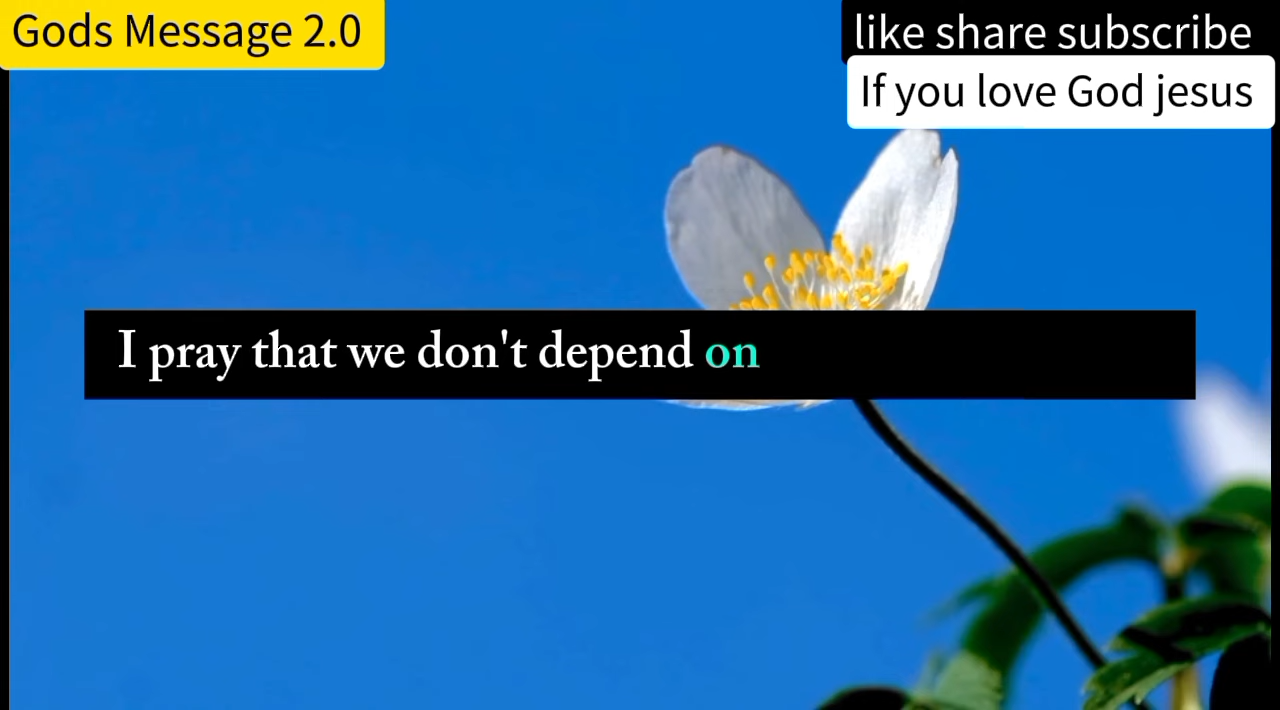 Gods Message 2.0
like share subscribe
If you love God jesus
I pray that we don't depend on